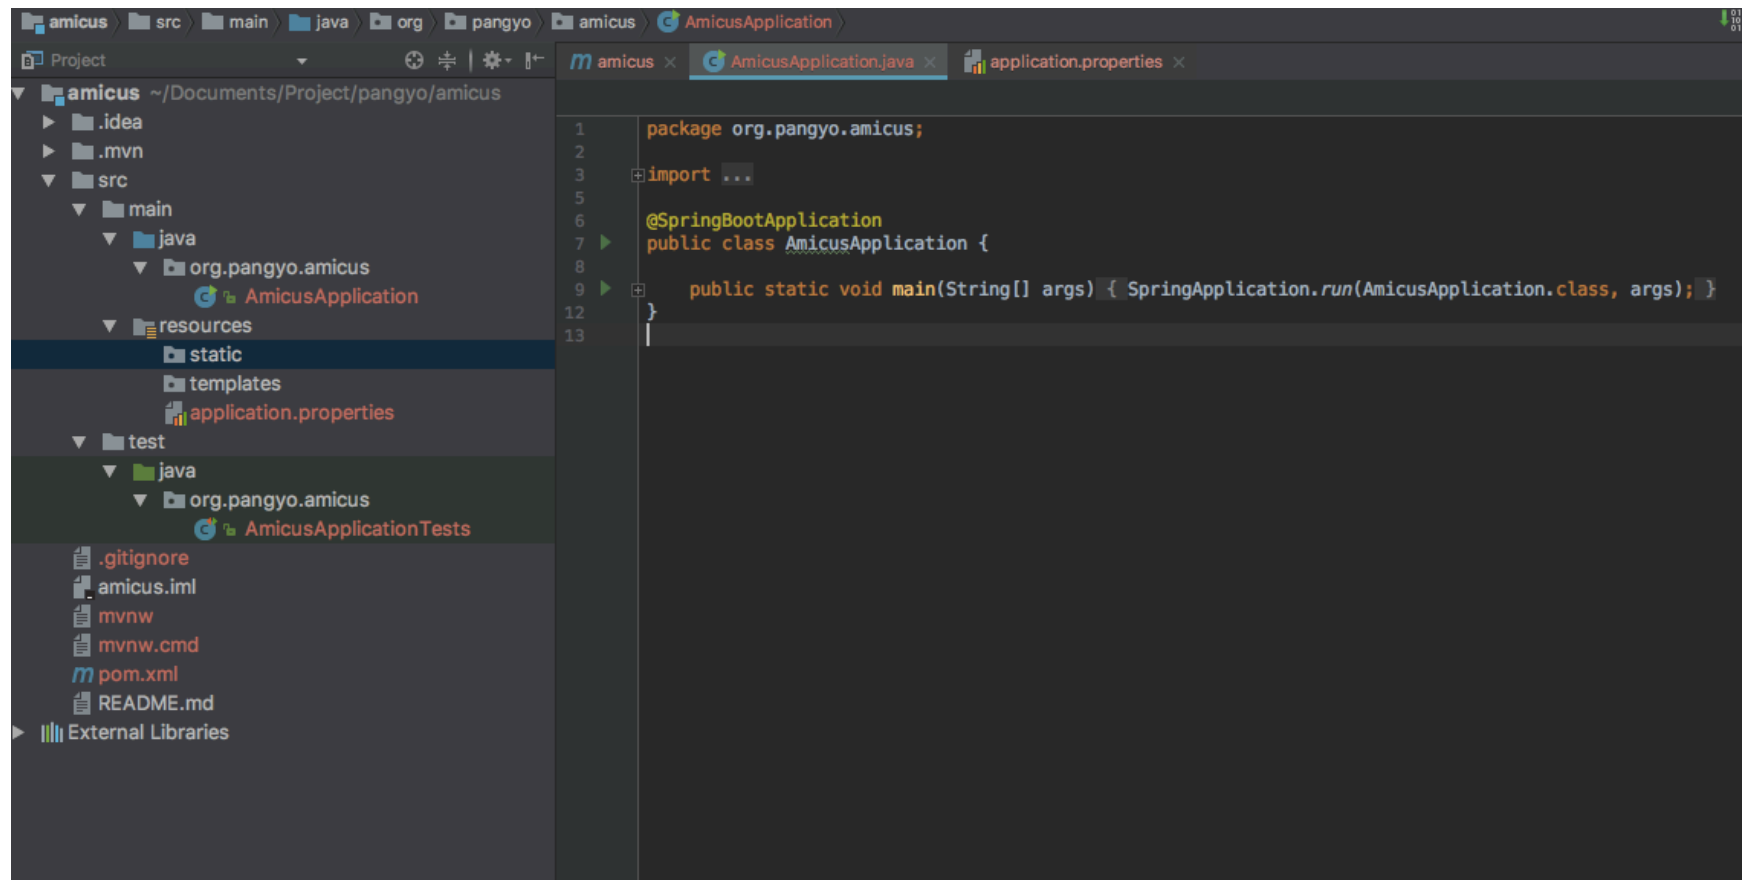 amicus src main java org pangyo amicus AmicusApplication
Project
amicus AmicusApplication.java application.properties
amicus ~/Documents/Project/pangyo/amicus
.idea
.mvn
src
main
java
org.pangyo.amicus
AmicusApplication
resources
static
templates
application.properties
test
java
org.pangyo.amicus
AmicusApplicationTests
.gitignore
amicus.iml
mvnw
mvnw.cmd
pom.xml
README.md
External Libraries
1 package org.pangyo.amicus;
2
3 import ...
5
6 @SpringBootApplication
7 public class AmicusApplication {
8
9 public static void main(String[] args) { SpringApplication.run(AmicusApplication.class, args); }
12 }
13